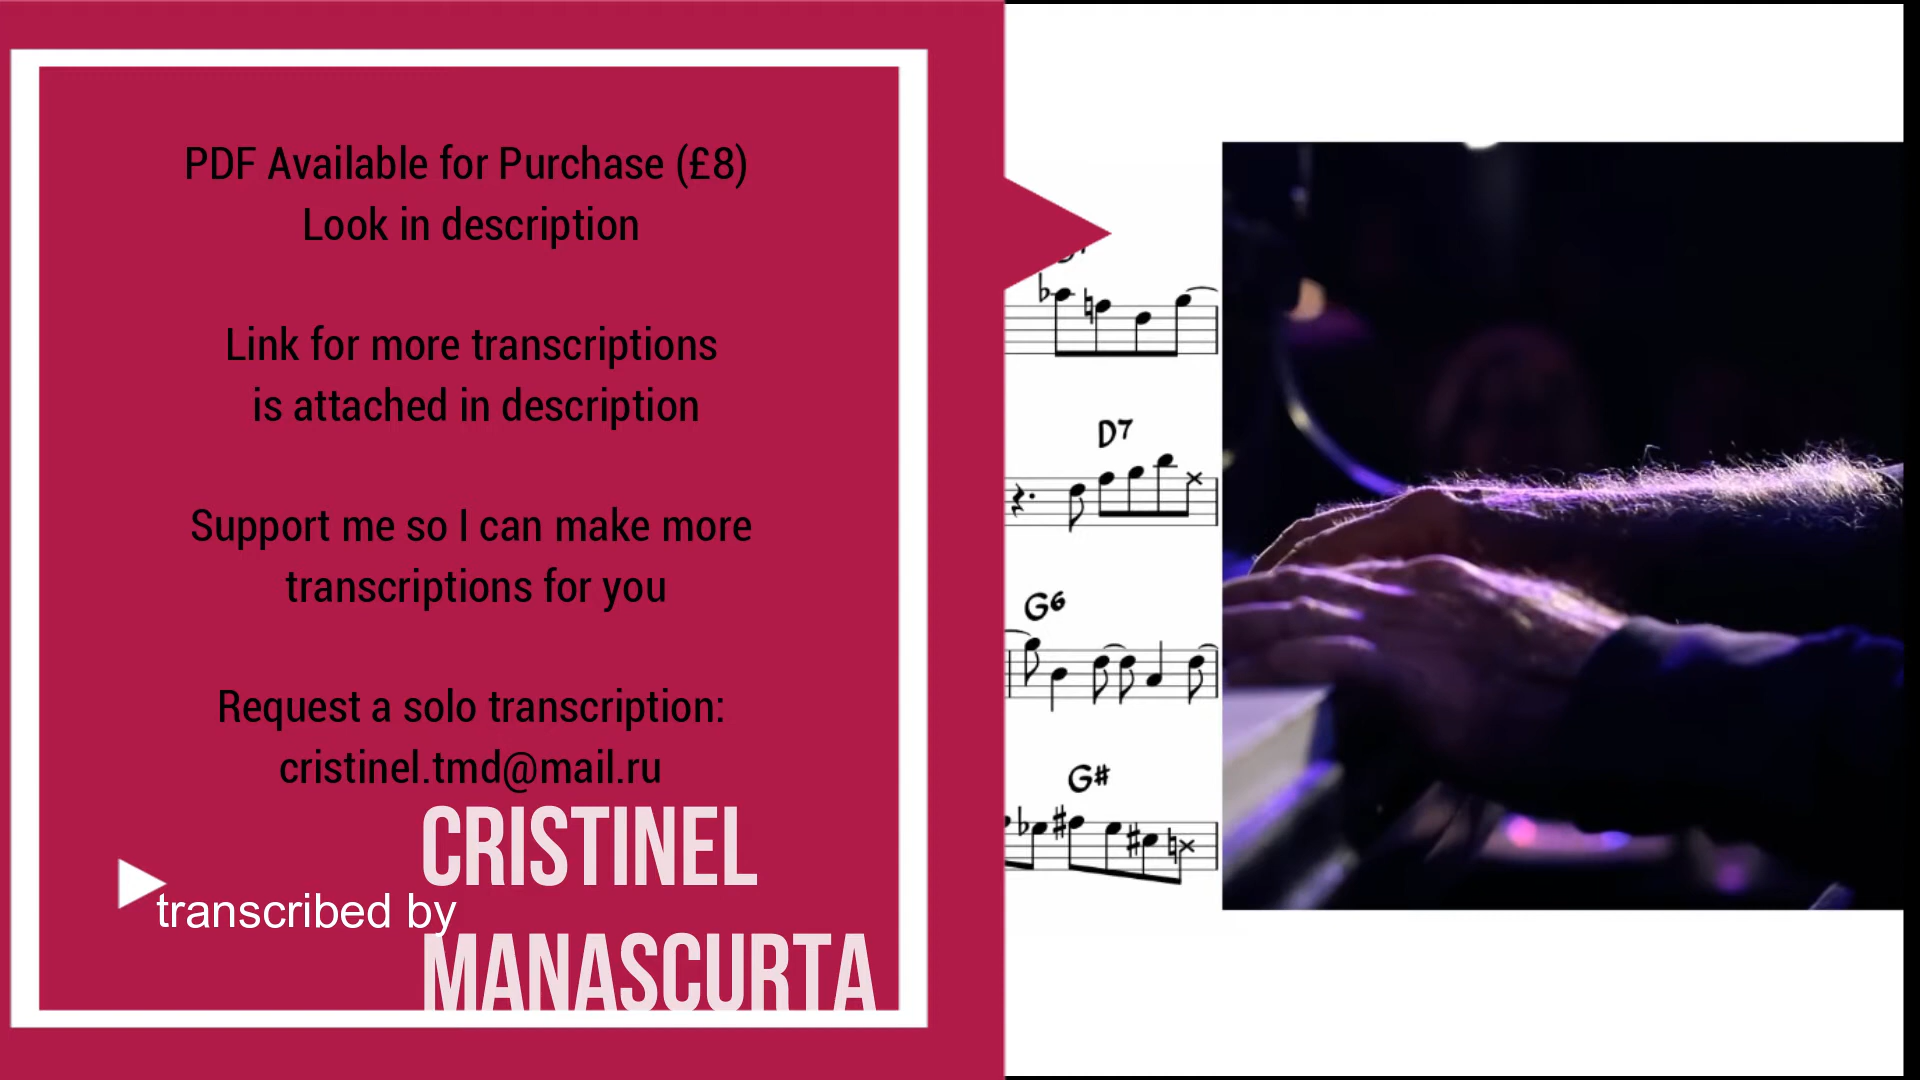 PDF Available for Purchase (£8)
Look in description
Link for more transcriptions
is attached in description
Support me so I can make more
transcriptions for you
Request a solo transcription:
cristinel.tmd@mail.ru
CRISTINEL
transcribed by
MANASCURTA
D7
G6
G#